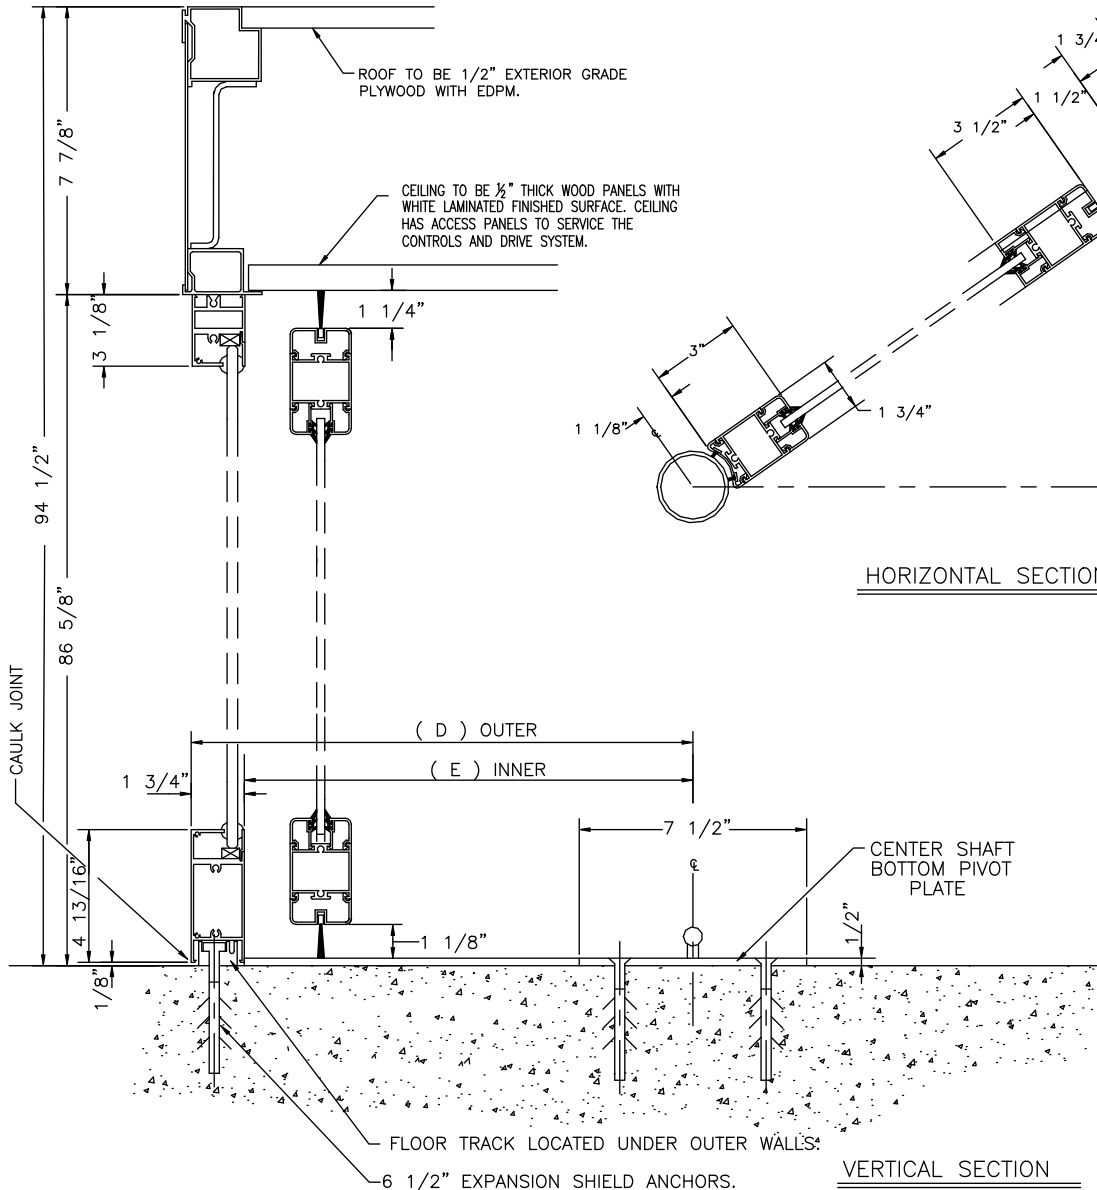 ROOF TO BE 1/2" EXTERIOR GRADE
PLYWOOD WITH EDPM.
7 7/8"
CEILING TO BE ½" THICK WOOD PANELS WITH
WHITE LAMINATED FINISHED SURFACE. CEILING
HAS ACCESS PANELS TO SERVICE THE
CONTROLS AND DRIVE SYSTEM.
3 1/8"
1 1/4"
94 1/2"
86 5/8"
CAULK JOINT
( D ) OUTER
( E ) INNER
1 3/4"
7 1/2"
℄
CENTER SHAFT
BOTTOM PIVOT
PLATE
4 13/16"
1 1/8"
1/2"
1/8"
FLOOR TRACK LOCATED UNDER OUTER WALLS.
6 1/2" EXPANSION SHIELD ANCHORS.
VERTICAL SECTION
1 3/4
1 1/2"
3 1/2"
3"
1 3/4"
1 1/8"
℄
HORIZONTAL SECTION